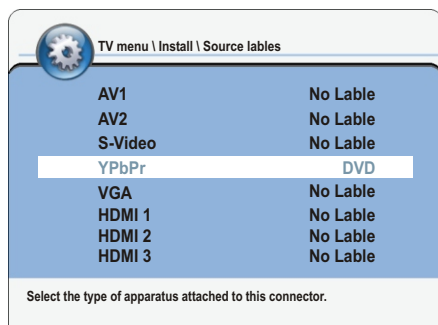 TV menu \ Install \ Source lables
AV1 No Lable
AV2 No Lable
S-Video No Lable
YPbPr DVD
VGA No Lable
HDMI 1 No Lable
HDMI 2 No Lable
HDMI 3 No Lable
Select the type of apparatus attached to this connector.